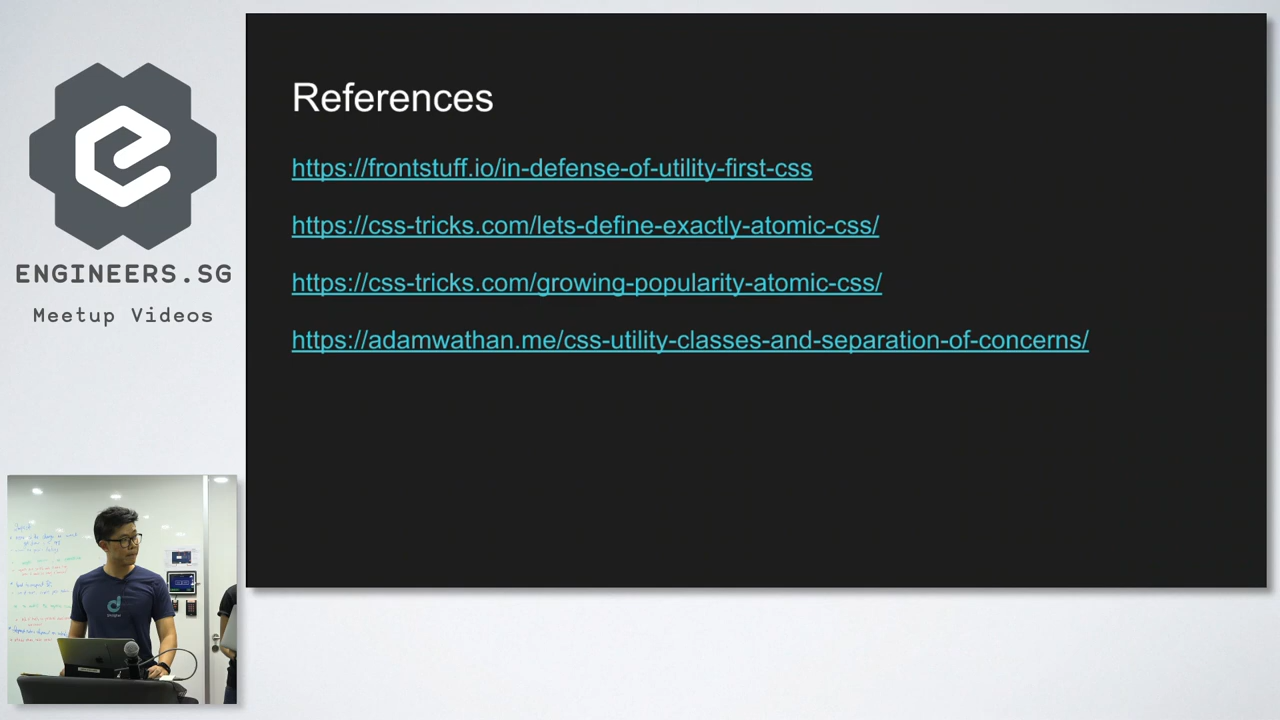 ENGINEERS.SG
Meetup Videos
References
https://frontstuff.io/in-defense-of-utility-first-css
https://css-tricks.com/lets-define-exactly-atomic-css/
https://css-tricks.com/growing-popularity-atomic-css/
https://adamwathan.me/css-utility-classes-and-separation-of-concerns/